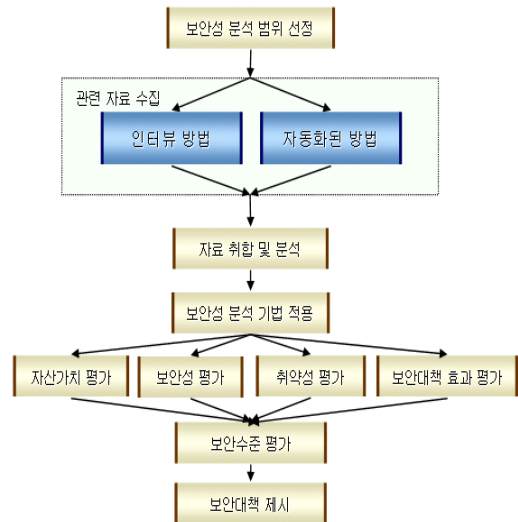 보안성 분석 범위 선정
관련 자료 수집
인터뷰 방법
자동화된 방법
자료 취합 및 분석
보안성 분석 기법 적용
자산가치 평가
보안성 평가
취약성 평가
보안대책 효과 평가
보안수준 평가
보안대책 제시